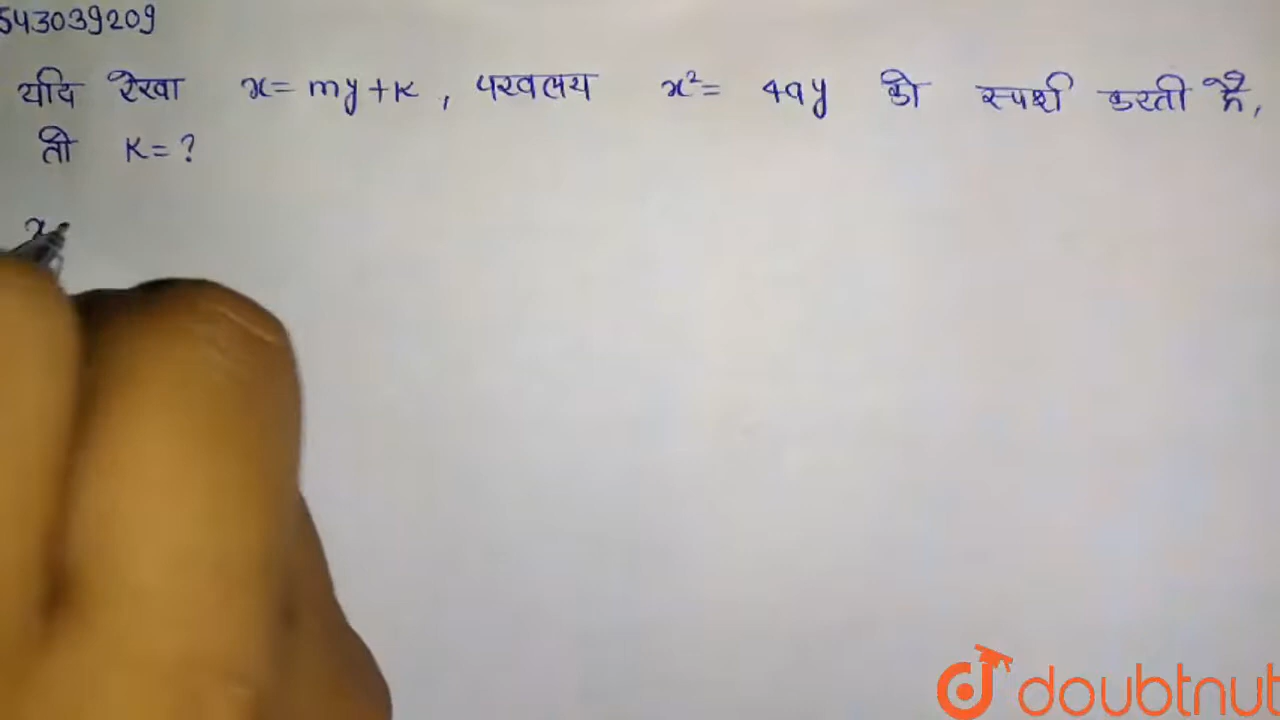 543039209
यदि रेखा x = my + k , परवलय x² = 4ay को स्पर्श करती है,
तो k = ?
x
doubtnut